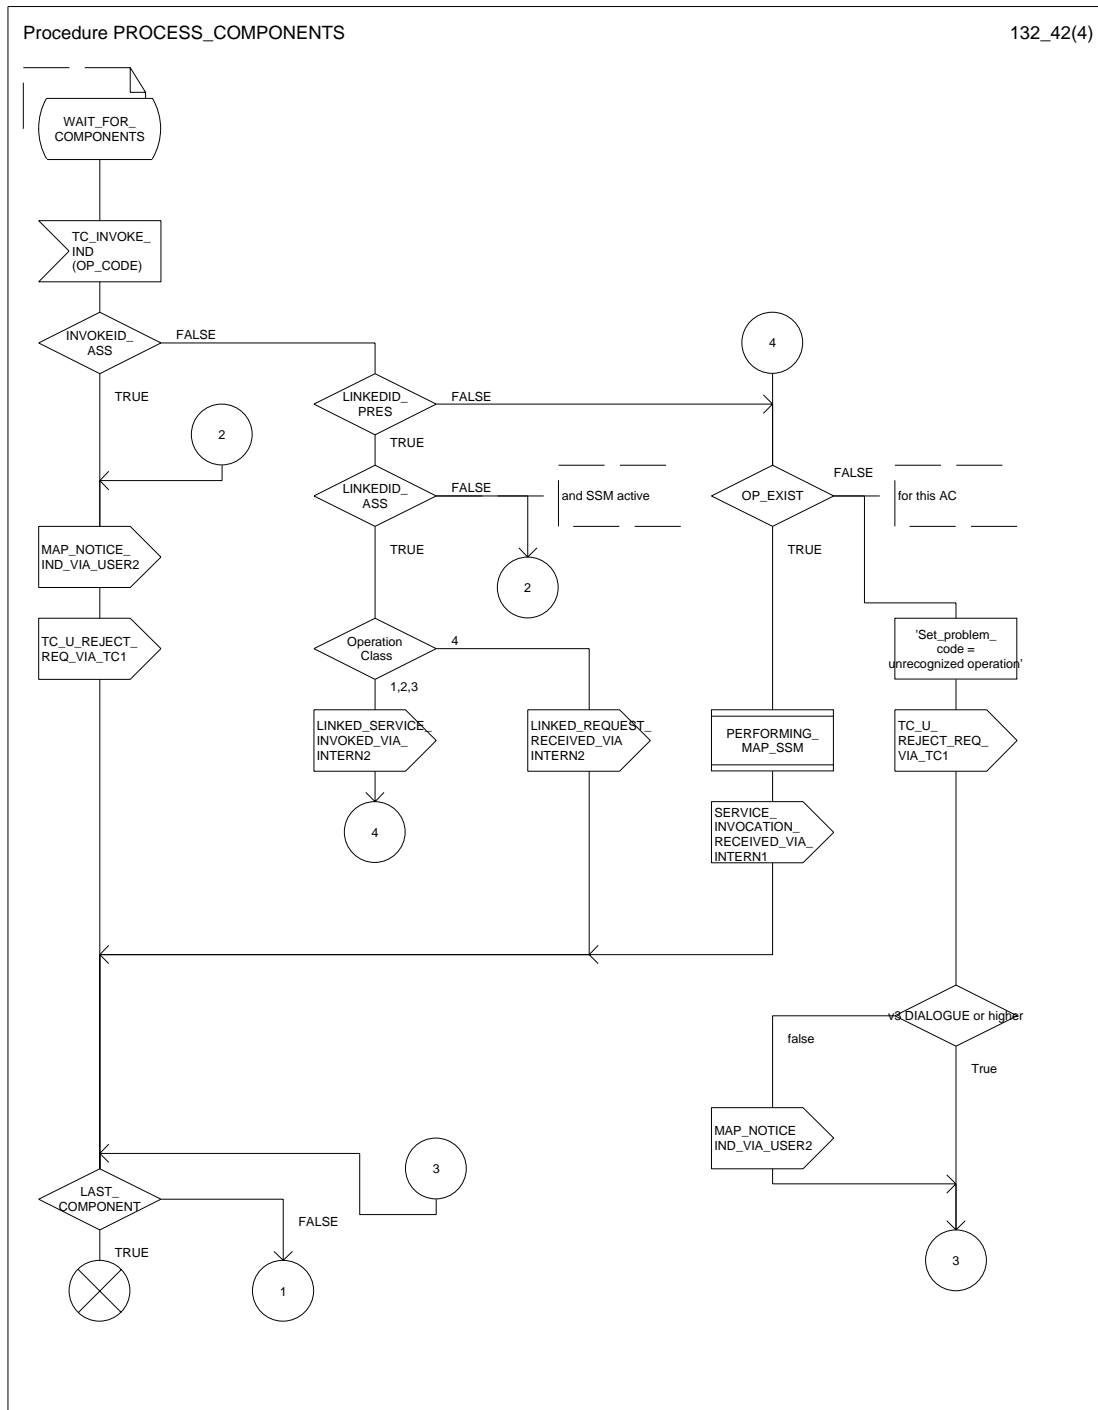 Procedure PROCESS_COMPONENTS
132_42(4)
WAIT_FOR_
COMPONENTS
TC_INVOKE_
IND
(OP_CODE)
INVOKEID_
ASS
FALSE
TRUE
4
LINKEDID_
PRES
FALSE
TRUE
2
LINKEDID_
ASS
FALSE
and SSM active
TRUE
OP_EXIST
FALSE
for this AC
TRUE
MAP_NOTICE_
IND_VIA_USER2
2
TC_U_REJECT_
REQ_VIA_TC1
Operation
Class
4
1,2,3
'Set_problem_
code =
unrecognized operation'
LINKED_SERVICE_
INVOKED_VIA_
INTERN2
LINKED_REQUEST_
RECEIVED_VIA
INTERN2
PERFORMING_
MAP_SSM
TC_U_
REJECT_REQ_
VIA_TC1
4
SERVICE_
INVOCATION_
RECEIVED_VIA_
INTERN1
v3 DIALOGUE or higher
false
True
MAP_NOTICE
IND_VIA_USER2
3
LAST_
COMPONENT
FALSE
TRUE
1
3